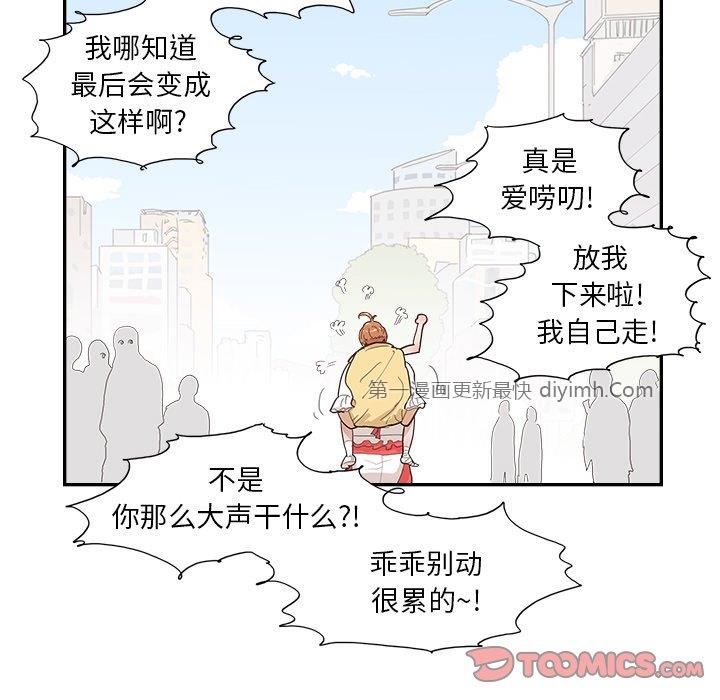 我哪知道
最后会变成
这样啊?
真是
爱唠叨!
放我
下来啦!
我自己走!
第一漫画更新最快 diyimh.Com
不是
你那么大声干什么?!
乖乖别动
很累的~!
TOOMICS.COM